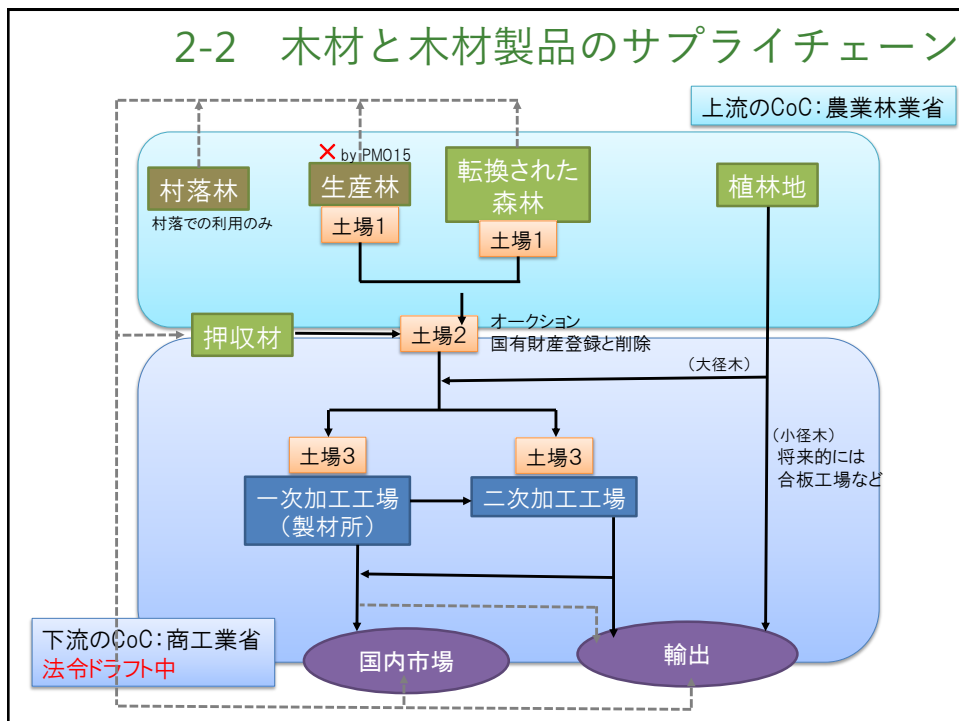 2-2 木材と木材製品のサプライチェーン
上流のCoC：農業林業省
× by PMO15
村落林
村落での利用のみ
生産林
土場1
転換された
森林
土場1
植林地
押収材
土場2
オークション
国有財産登録と削除
（大径木）
（小径木）
将来的には
合板工場など
土場3
土場3
一次加工工場
（製材所）
二次加工工場
下流のCoC：商工業省
法令ドラフト中
国内市場
輸出